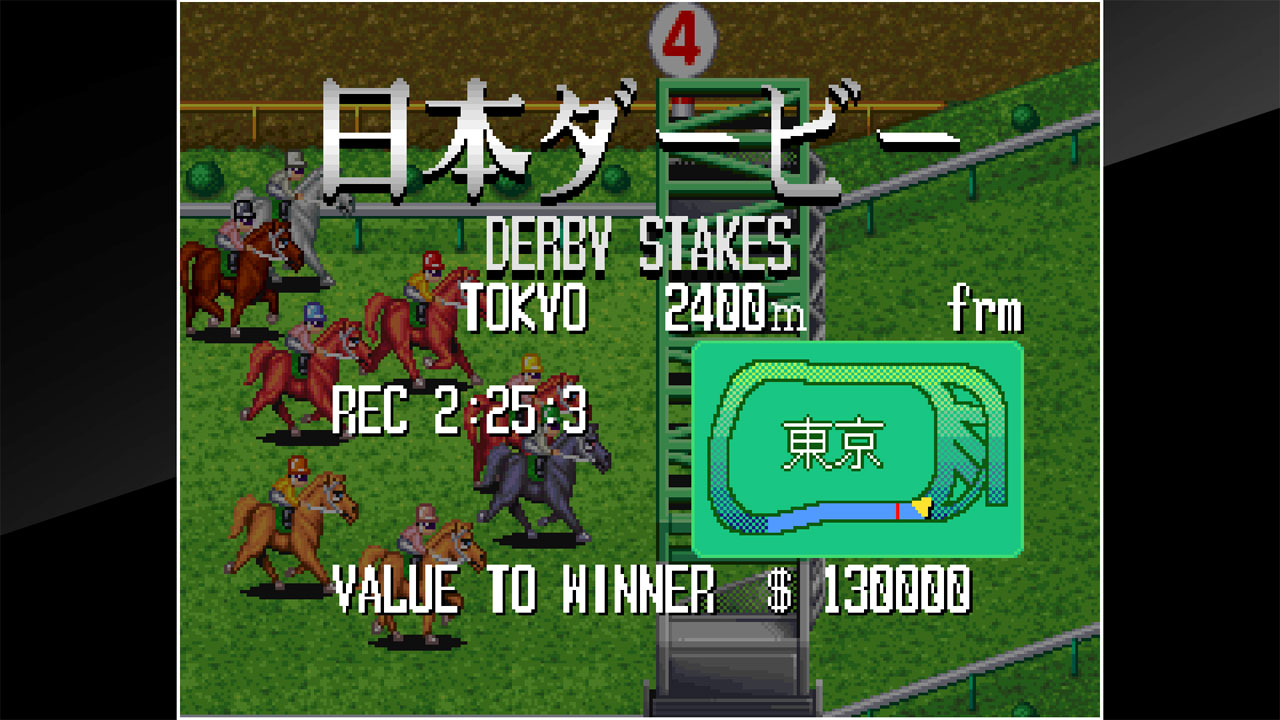 4
日本ダービー
DERBY STAKES
TOKYO 2400m frm
REC 2:25:3
東京
VALUE TO WINNER $ 130000